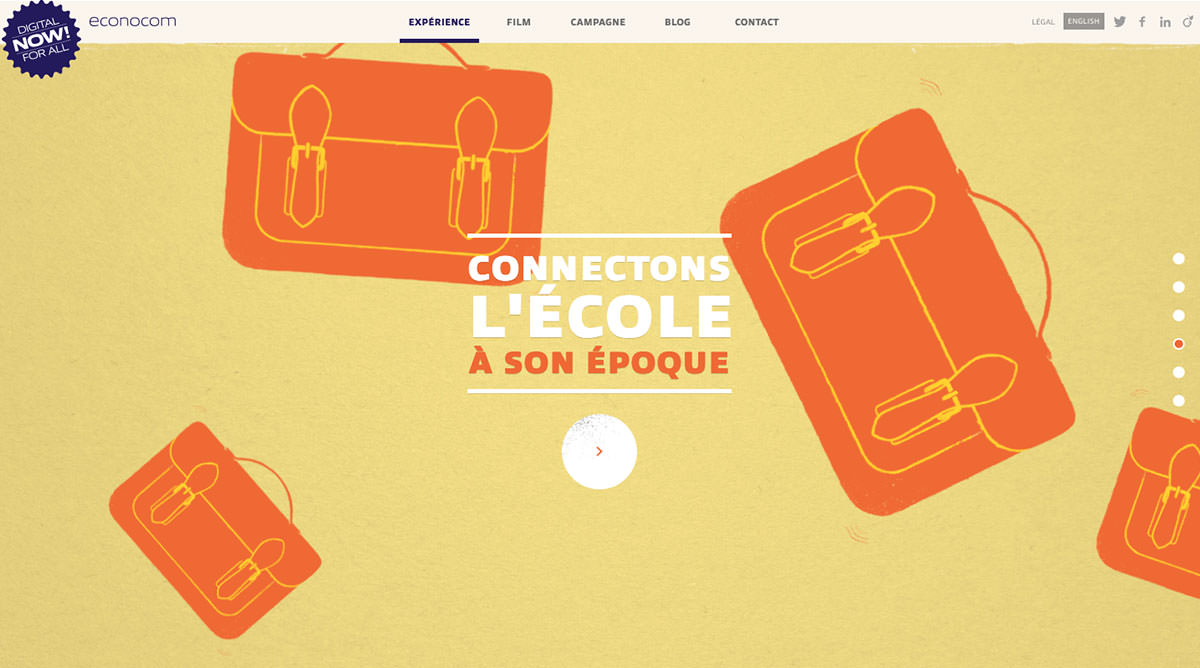 DIGITAL
NOW!
FOR ALL
econocom
EXPÉRIENCE FILM CAMPAGNE BLOG CONTACT
LÉGAL ENGLISH
CONNECTONS
L'ÉCOLE
À SON ÉPOQUE